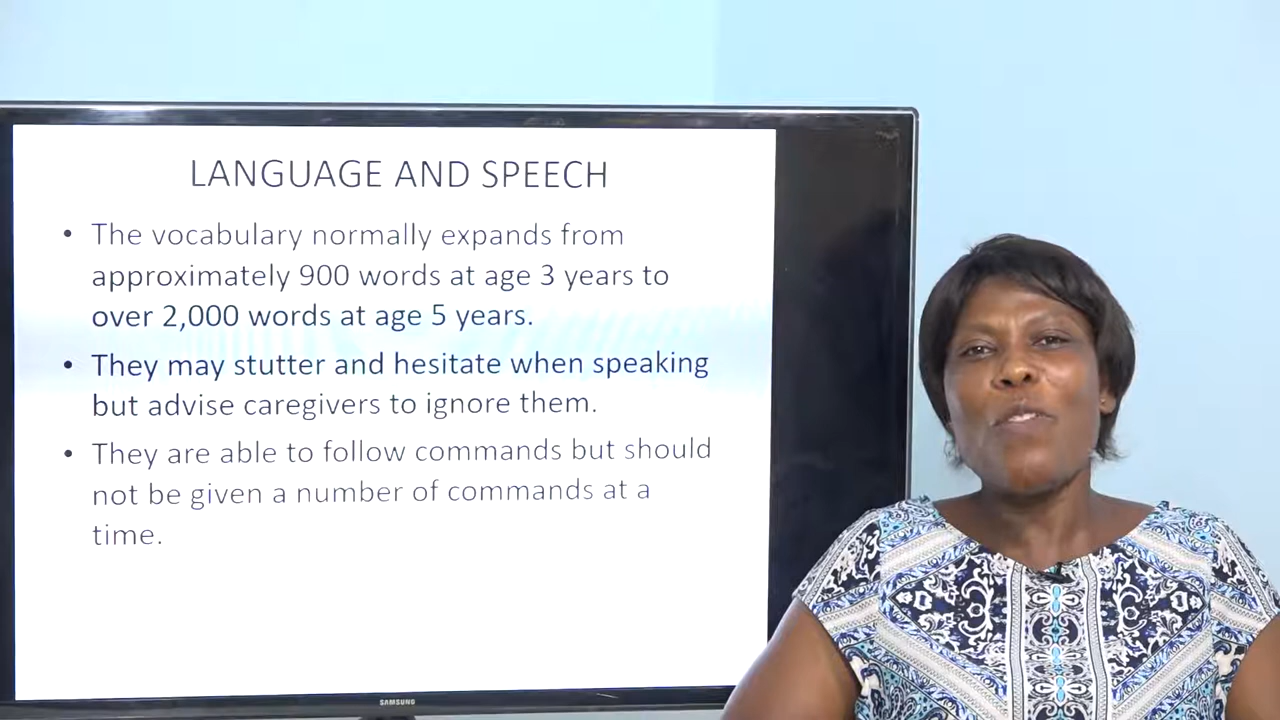 LANGUAGE AND SPEECH
• The vocabulary normally expands from
approximately 900 words at age 3 years to
over 2,000 words at age 5 years.
• They may stutter and hesitate when speaking
but advise caregivers to ignore them.
• They are able to follow commands but should
not be given a number of commands at a
time.
SAMSUNG